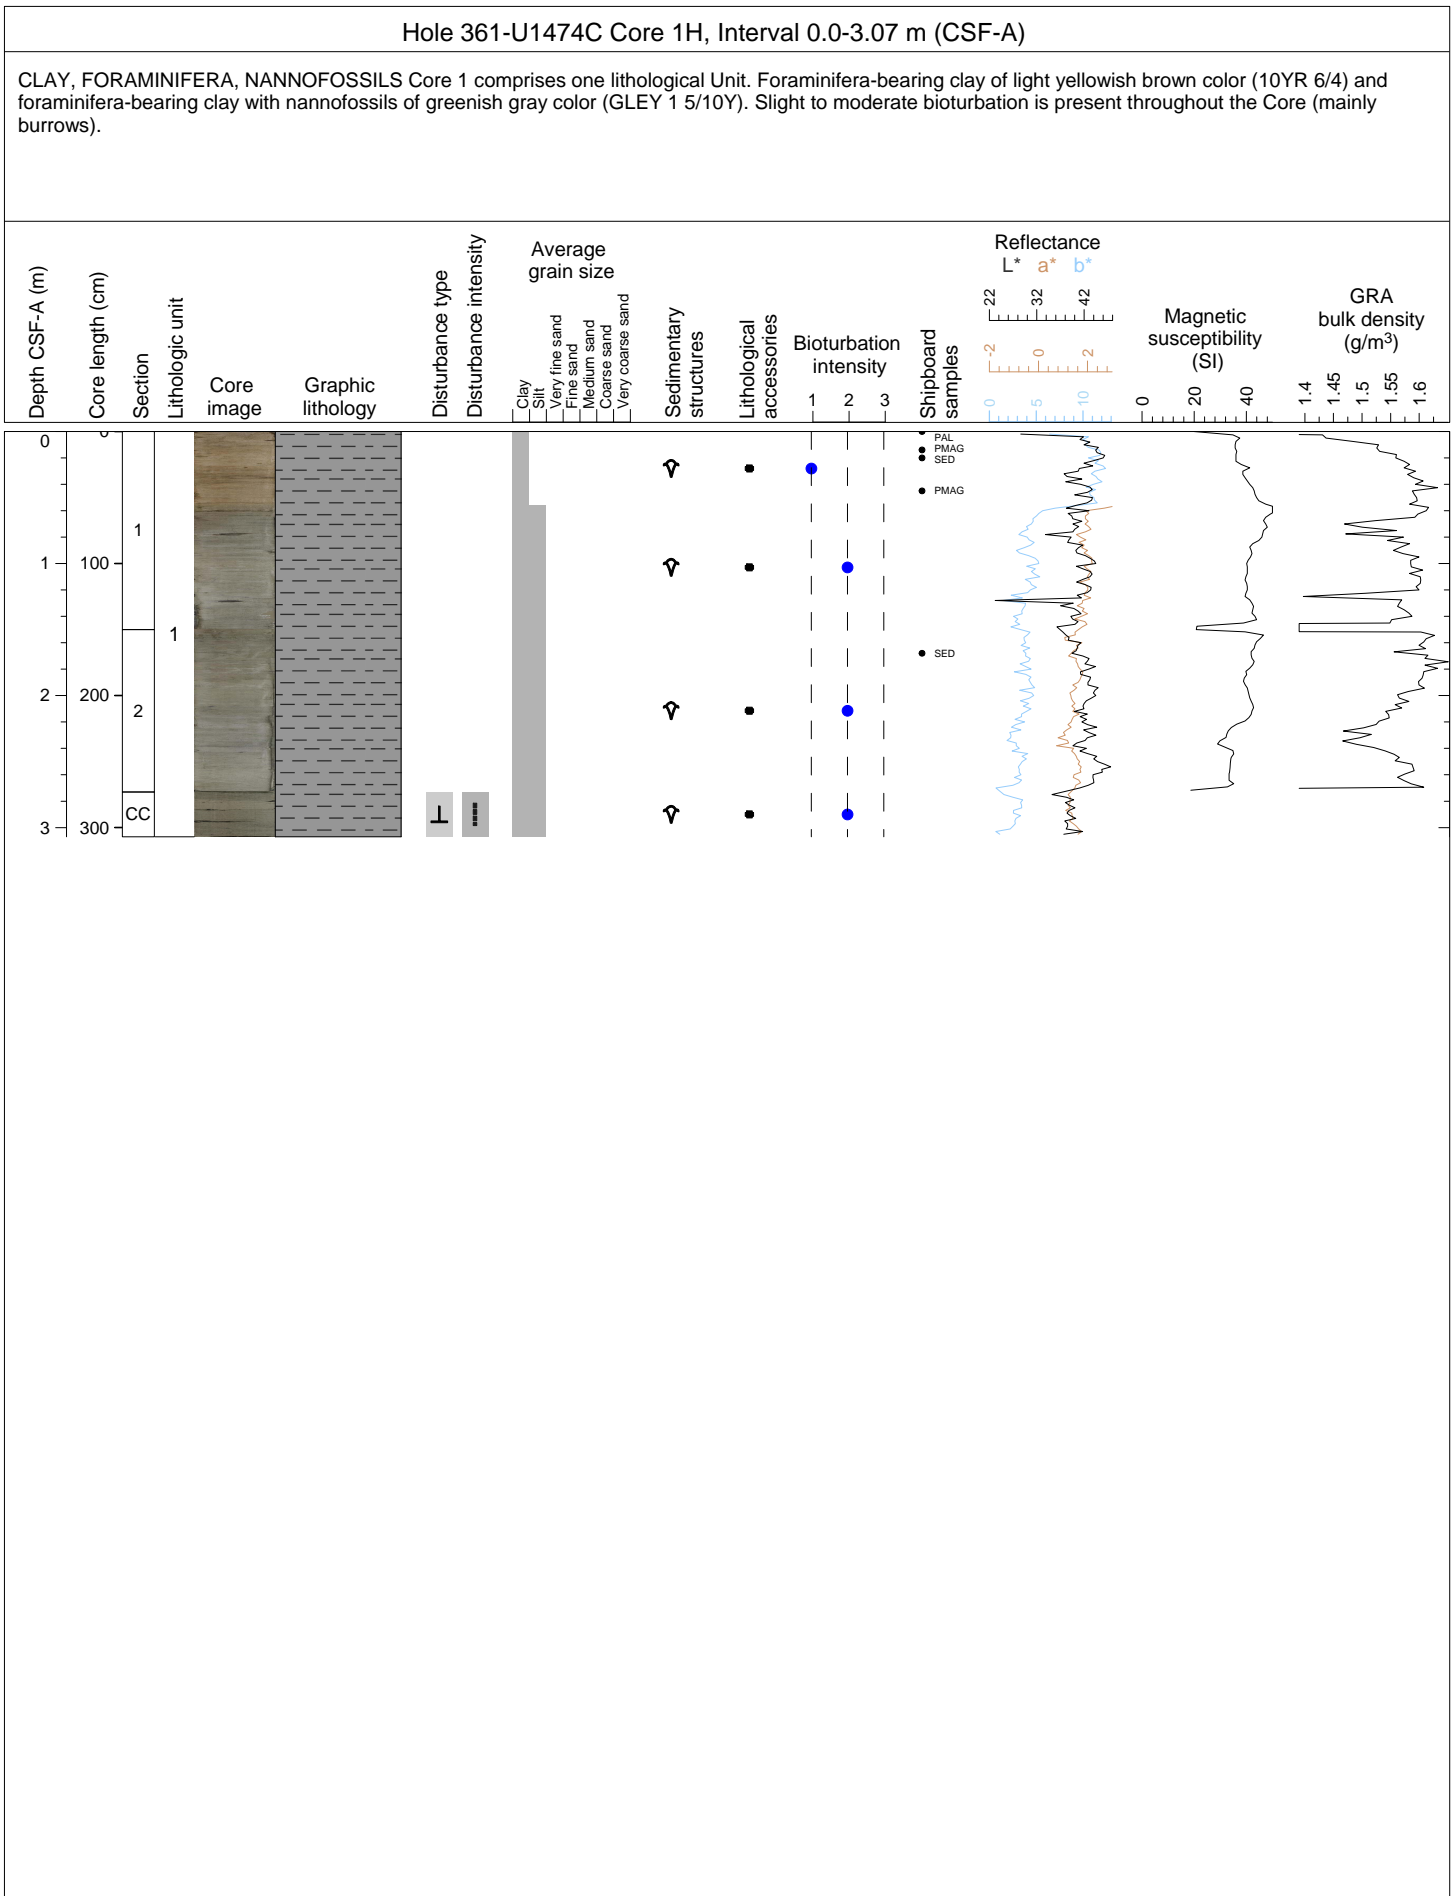 Hole 361-U1474C Core 1H, Interval 0.0-3.07 m (CSF-A)
CLAY, FORAMINIFERA, NANNOFOSSILS Core 1 comprises one lithological Unit. Foraminifera-bearing clay of light yellowish brown color (10YR 6/4) and
foraminifera-bearing clay with nannofossils of greenish gray color (GLEY 1 5/10Y). Slight to moderate bioturbation is present throughout the Core (mainly
burrows).
Depth CSF-A (m)
Core length (cm)
Section
Lithologic unit
Core
image
Graphic
lithology
Disturbance type
Disturbance intensity
Average
grain size
Clay
Silt
Very fine sand
Fine sand
Medium sand
Coarse sand
Very coarse sand
Sedimentary
structures
Lithological
accessories
Bioturbation
intensity
1 2 3
Shipboard
samples
Reflectance
L* a* b*
22 32 42
-2 0 2
0 5 10
Magnetic
susceptibility
(SI)
0 20 40
GRA
bulk density
(g/m³)
1.4 1.45 1.5 1.55 1.6
0 0
PAL
PMAG
SED
PMAG
1
1 100
1
SED
2 200
2
CC
3 300